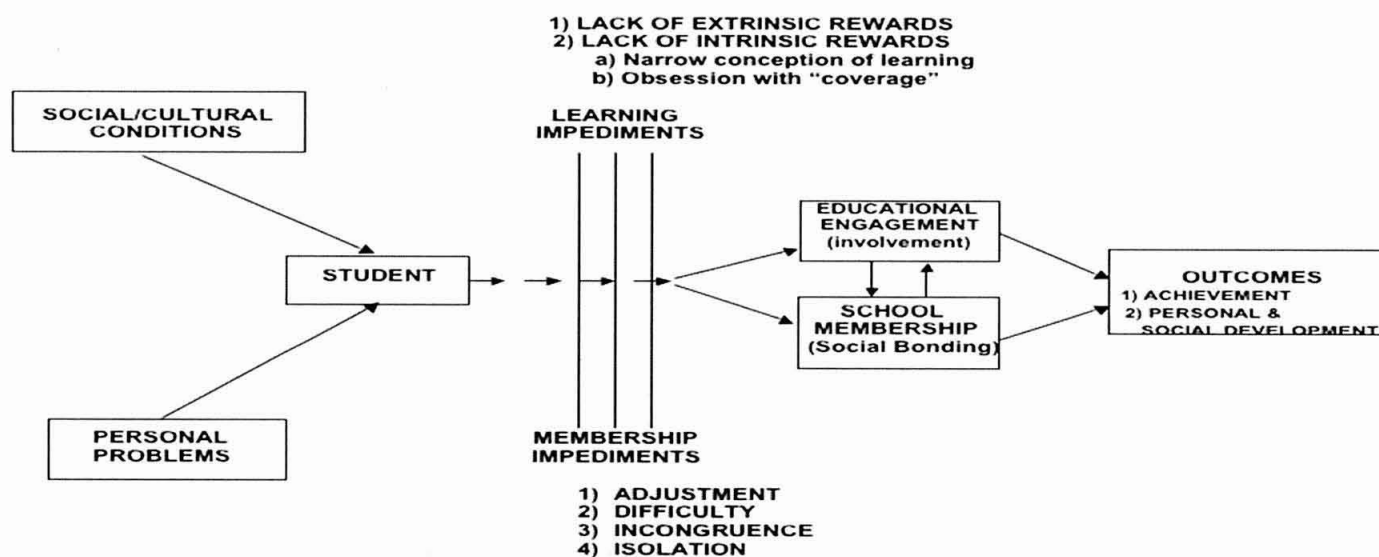 1) LACK OF EXTRINSIC REWARDS
2) LACK OF INTRINSIC REWARDS
a) Narrow conception of learning
b) Obsession with “coverage”
SOCIAL/CULTURAL
CONDITIONS
LEARNING
IMPEDIMENTS
STUDENT
EDUCATIONAL
ENGAGEMENT
(involvement)
SCHOOL
MEMBERSHIP
(Social Bonding)
OUTCOMES
1) ACHIEVEMENT
2) PERSONAL &
SOCIAL DEVELOPMENT
PERSONAL
PROBLEMS
MEMBERSHIP
IMPEDIMENTS
1) ADJUSTMENT
2) DIFFICULTY
3) INCONGRUENCE
4) ISOLATION